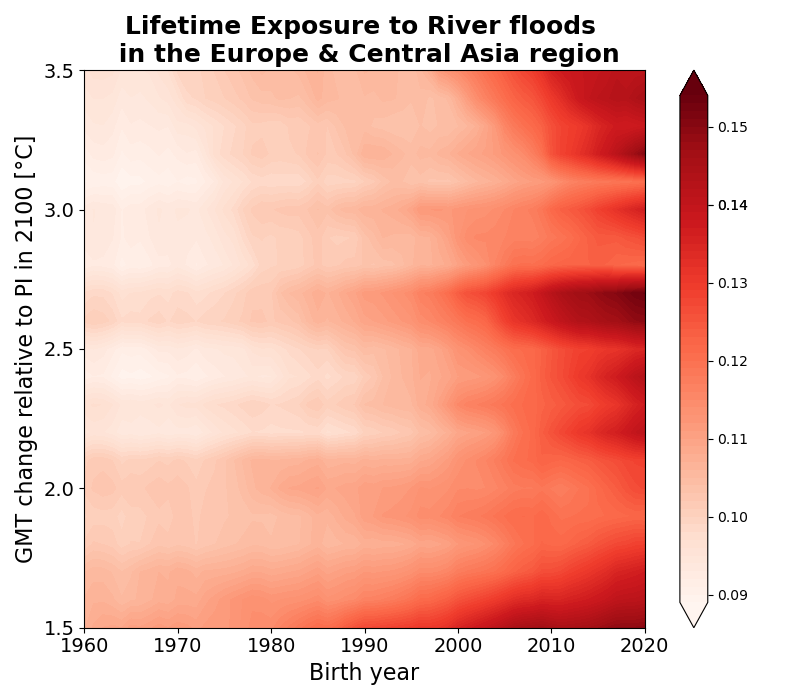 Lifetime Exposure to River floods
in the Europe & Central Asia region
GMT change relative to PI in 2100 [°C]
3.5
3.0
2.5
2.0
1.5
1960 1970 1980 1990 2000 2010 2020
Birth year
0.15
0.14
0.13
0.12
0.11
0.10
0.09